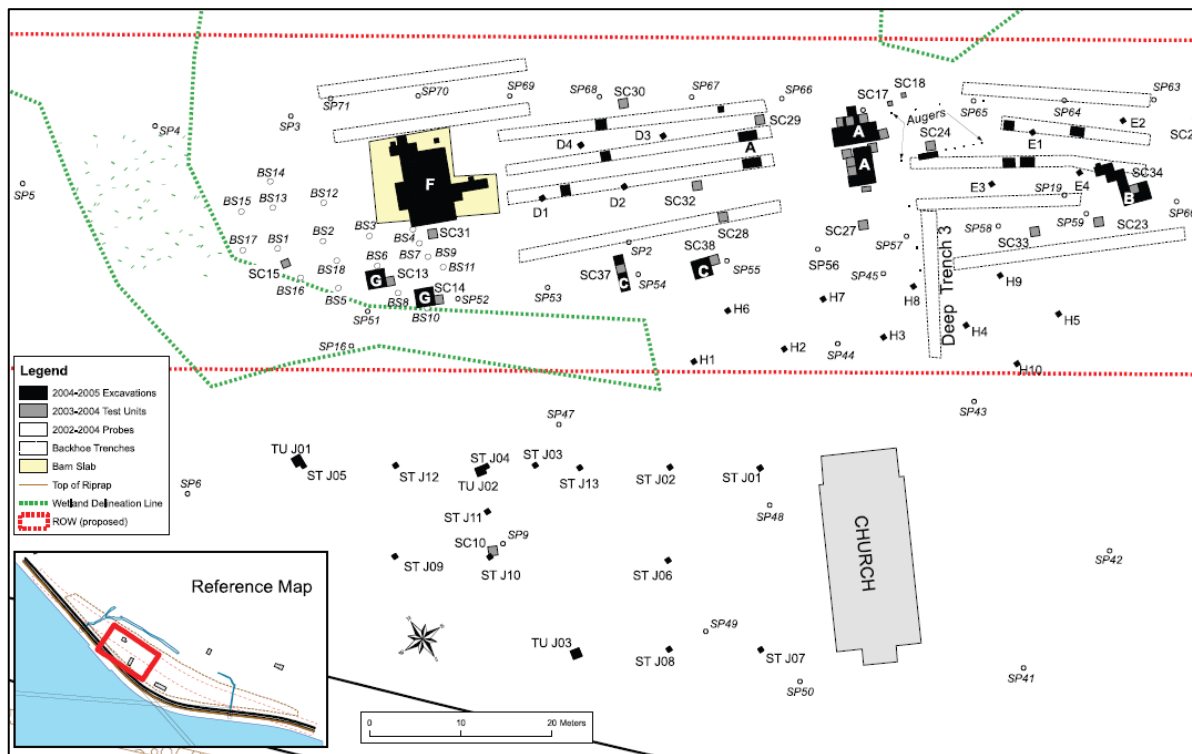 SP71
SP70
SP69
SP68
SC30
SP67
SP66
SC18
SC17
SP65
SP64
SP63
SP4
SP3
Augers
SC29
E2
D4
D3
A
A
SC24
E1
SC2
BS14
F
A
SC34
BS15
BS13
BS12
D1
D2
SC32
E3
SP19
E4
B
SP5
BS3
BS4
SC31
SC28
SC27
SP57
SP58
SP59
SC23
SP60
BS17
BS1
BS2
BS7
BS9
SP2
SC38
SP56
SC33
SC15
BS18
BS6
SC13
BS11
SC37
C
SP55
SP45
BS16
G
SC14
SP54
C
H9
BS5
BS8
G
SP52
SP53
H7
H8
Deep Trench 3
SP51
BS10
H6
H3
H4
H5
SP16
H1
H2
SP44
H10
Legend
2004-2005 Excavations
2003-2004 Test Units
2002-2004 Probes
Backhoe Trenches
Barn Slab
Top of Riprap
Wetland Delineation Line
ROW (proposed)
SP43
SP47
TU J01
ST J05
ST J12
ST J04
TU J02
ST J03
ST J13
ST J02
ST J01
SP6
ST J11
SP48
SC10
SP9
CHURCH
ST J09
ST J10
ST J06
SP42
SP49
TU J03
ST J08
ST J07
SP50
SP41
Reference Map
0 10 20 Meters